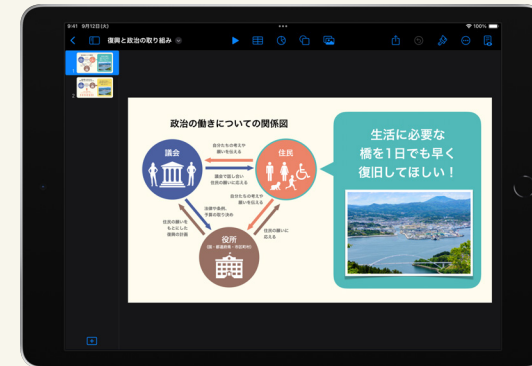 9:41 9月12日(火)
100%
復興と政治の取り組み
1
2
政治の働きについての関係図
議会
自分たちの考えや
願いを伝える
議会で話し合い
住民の願いに応える
住民
自分たちの考えや
願いを伝える
法律や条例、
予算の取り決め
住民の願いを
もとにした
復興の計画
住民の願いに
応える
役所
(国・都道府県・市区町村)
生活に必要な
橋を1日でも早く
復旧してほしい！